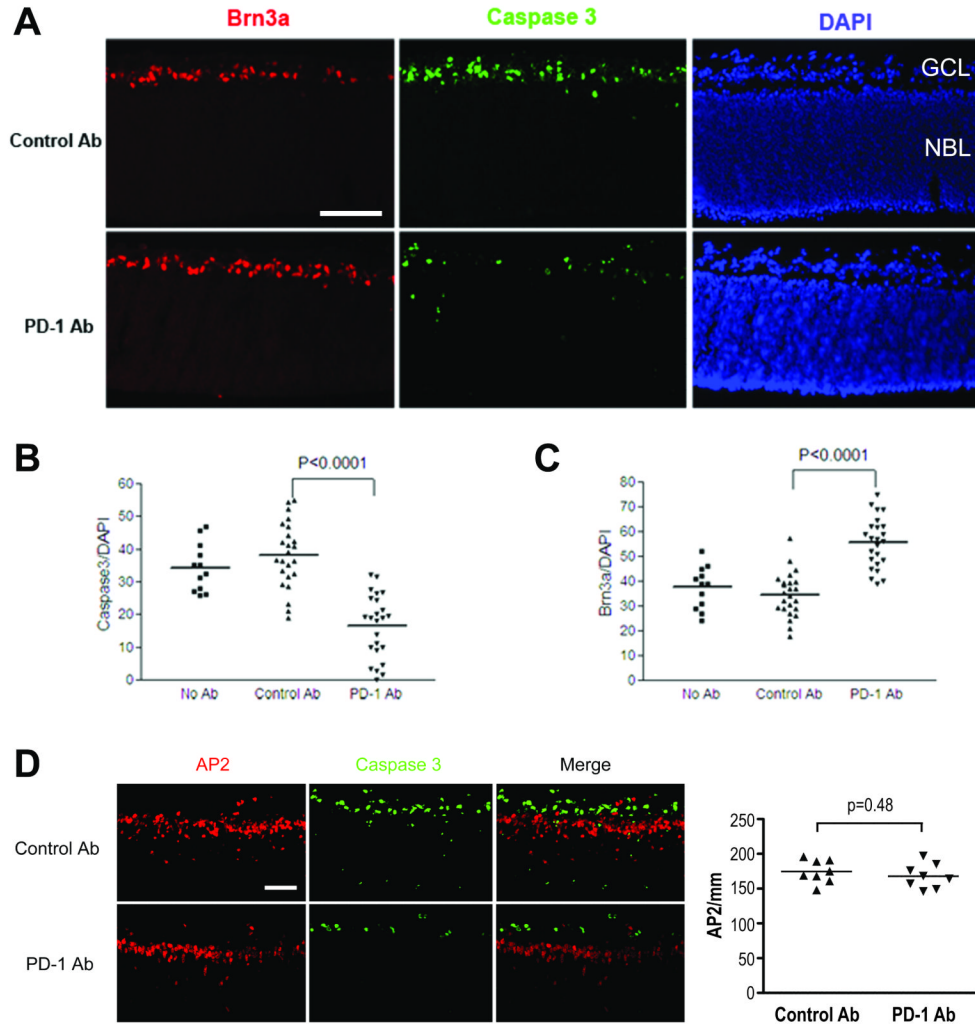 A
Brn3a
Caspase 3
DAPI
Control Ab
GCL
NBL
PD-1 Ab
B
P<0.0001
Caspase3/DAPI
60
50
40
30
20
10
0
No Ab
Control Ab
PD-1 Ab
C
P<0.0001
Brn3a/DAPI
80
70
60
50
40
30
20
10
0
No Ab
Control Ab
PD-1 Ab
D
AP2
Caspase 3
Merge
Control Ab
PD-1 Ab
p=0.48
AP2/mm
250
200
150
100
50
0
Control Ab
PD-1 Ab